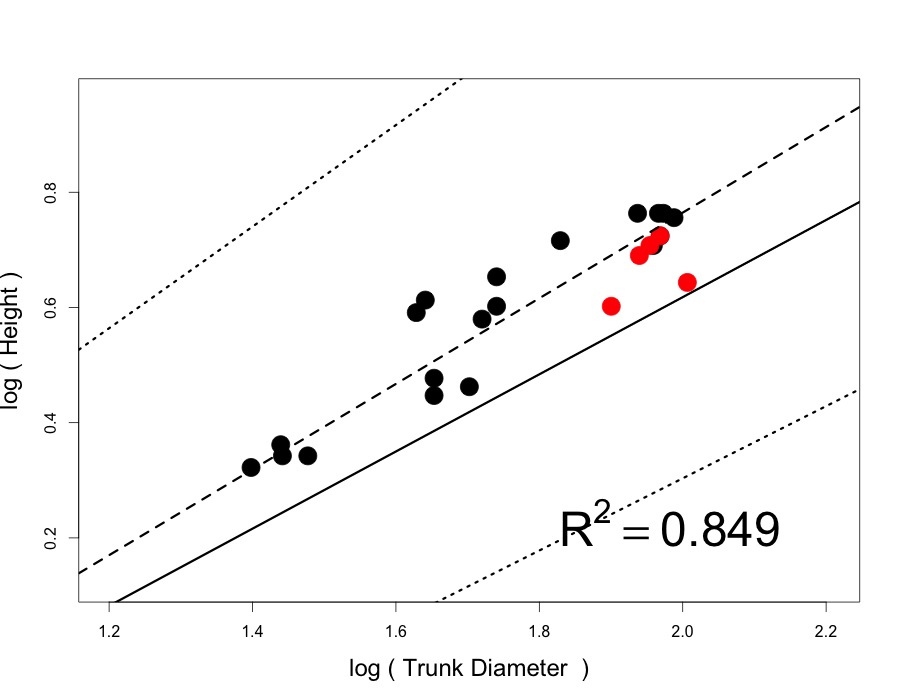 log ( Height )
0.8
0.6
0.4
0.2
R² = 0.849
1.2 1.4 1.6 1.8 2.0 2.2
log ( Trunk Diameter )